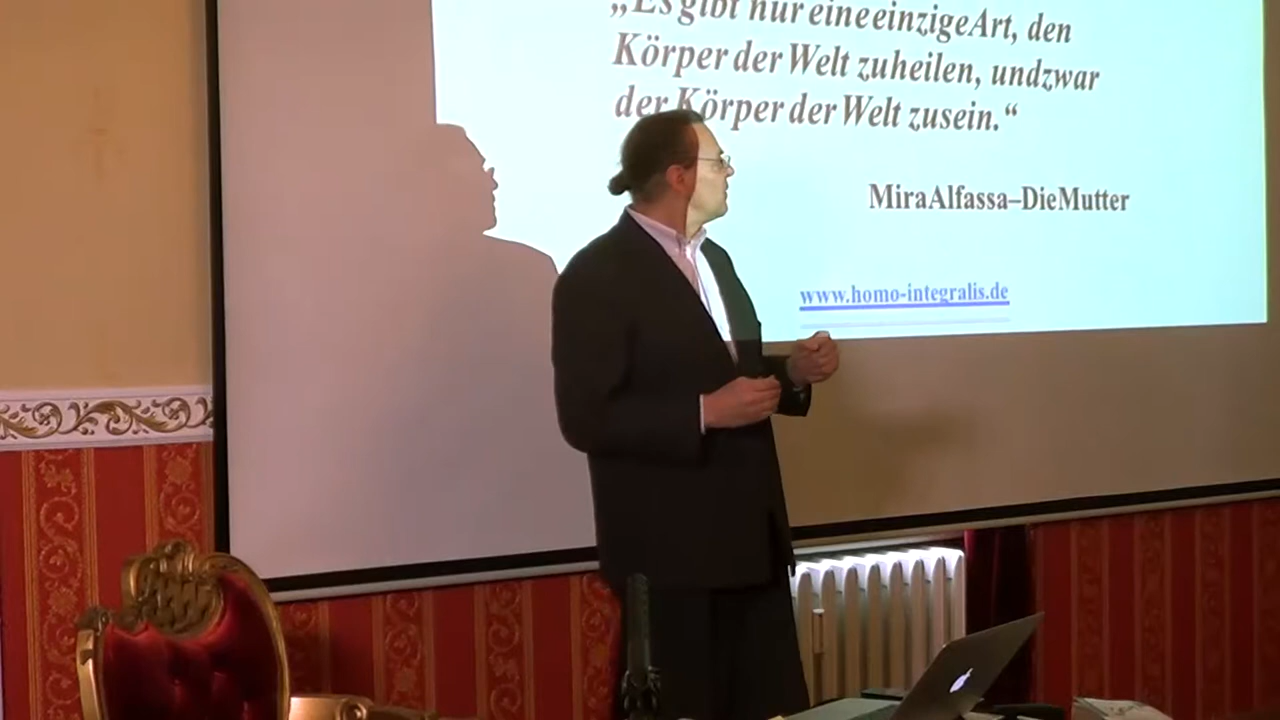 „Es gibt nur eineeinzigeArt, den
Körper der Welt zuheilen, undzwar
der Körper der Welt zusein.“
MiraAlfassa–DieMutter
www.homo-integralis.de